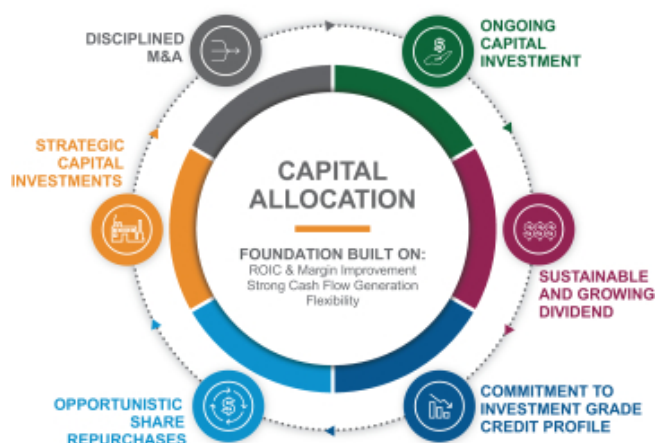 DISCIPLINED
M&A
ONGOING
CAPITAL
INVESTMENT
STRATEGIC
CAPITAL
INVESTMENTS
CAPITAL
ALLOCATION
FOUNDATION BUILT ON:
ROIC & Margin Improvement
Strong Cash Flow Generation
Flexibility
SUSTAINABLE
AND GROWING
DIVIDEND
OPPORTUNISTIC
SHARE
REPURCHASES
COMMITMENT TO
INVESTMENT GRADE
CREDIT PROFILE
$
$